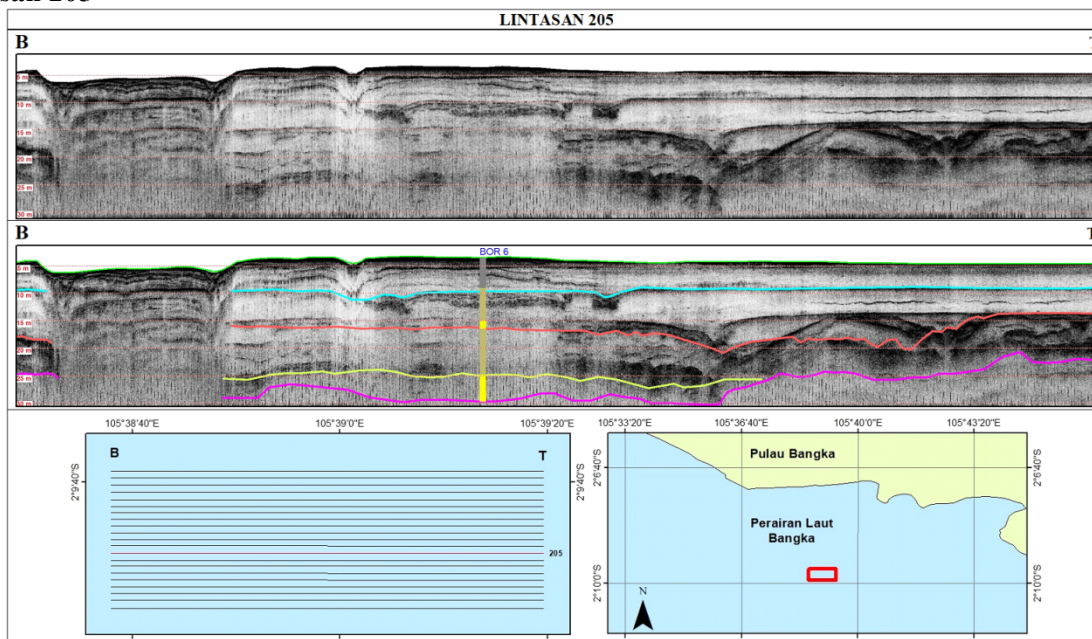 LINTASAN 205
B
5 m
10 m
15 m
20 m
25 m
30 m
B
T
BOR 6
5 m
10 m
15 m
20 m
25 m
105°38'40"E
105°39'0"E
105°39'20"E
B
T
2°9'40"S
2°9'40"S
205
105°33'20"E
105°36'40"E
105°40'0"E
105°43'20"E
Pulau Bangka
2°6'40"S
2°6'40"S
Perairan Laut
Bangka
2°10'0"S
2°10'0"S
N